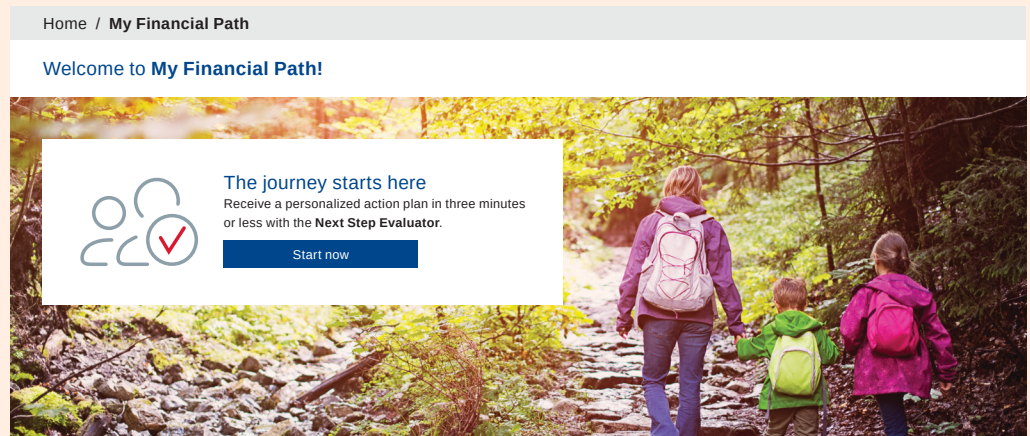 Home / My Financial Path
Welcome to My Financial Path!
The journey starts here
Receive a personalized action plan in three minutes
or less with the Next Step Evaluator.
Start now